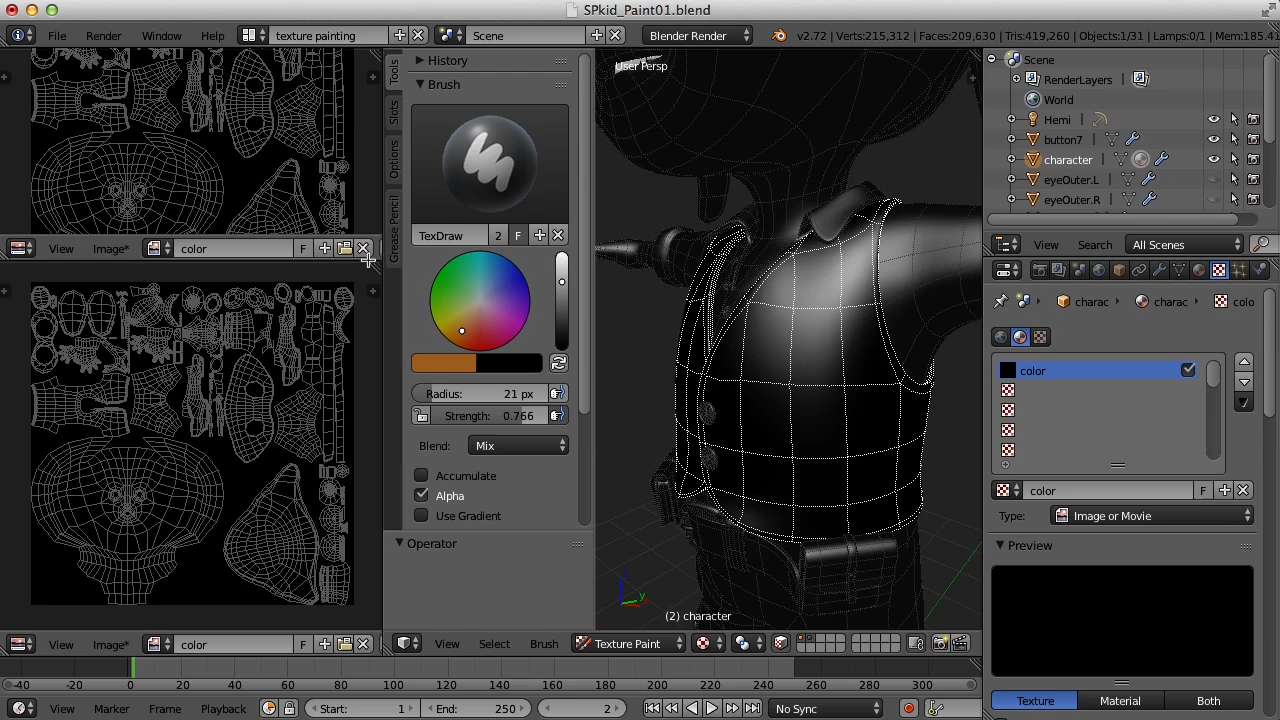 SPkid_Paint01.blend
File Render Window Help texture painting Scene Blender Render v2.72 | Verts:215,312 | Faces:209,630 | Tris:419,260 | Objects:1/31 | Lamps:0/1 | Mem:185.41
View Image* color F
View Image* color F
Tools
Slots
Options
Grease Pencil
History
Brush
TexDraw 2 F
Radius: 21 px
Strength: 0.766
Blend: Mix
Accumulate
Alpha
Use Gradient
Operator
User Persp
(2) character
View Select Brush Texture Paint
Scene
RenderLayers
World
Hemi
button7
character
eyeOuter.L
eyeOuter.R
View Search All Scenes
charac charac colo
color
color F
Type: Image or Movie
Preview
Texture Material Both
-40 -20 0 20 40 60 80 100 120 140 160 180 200 220 240 260 280 300
View Marker Frame Playback Start: 1 End: 250 2 No Sync